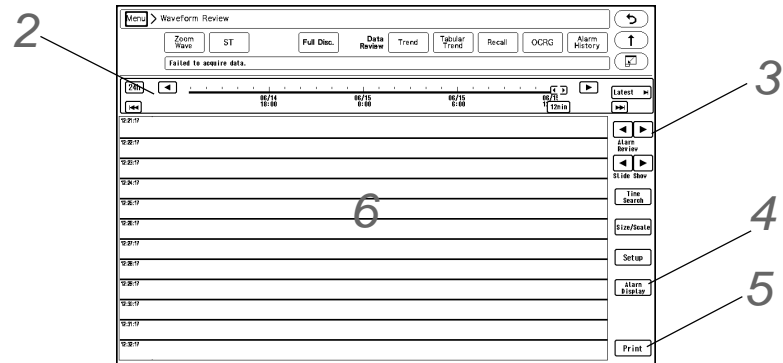 Menu > Waveform Review
Zoom Wave
ST
Full Disc.
Data Review
Trend
Tabular Trend
Recall
OCRG
Alarm History
Failed to acquire data.
2
24h
06/14 18:00
06/15 0:00
06/15 6:00
12min
Latest
3
Alarm Review
Slide Show
Time Search
Size/Scale
Setup
4
Alarm Display
5
Print
6
12:21:17
12:22:17
12:23:17
12:24:17
12:25:17
12:26:17
12:27:17
12:28:17
12:29:17
12:30:17
12:31:17
12:32:17